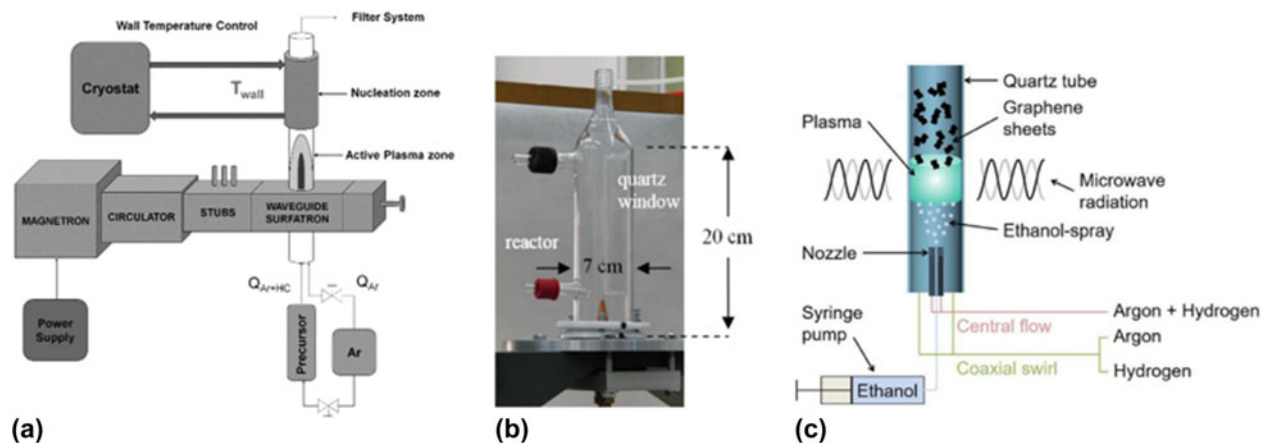 Wall Temperature Control
Filter System
Cryostat
T wall
Nucleation zone
Active Plasma zone
MAGNETRON
CIRCULATOR
STUBS
WAVEGUIDE
SURFATRON
Q Ar+HC
Q Ar
Power
Supply
Precursor
Ar
(a)
quartz
window
reactor
20 cm
7 cm
(b)
Quartz tube
Graphene
sheets
Plasma
Microwave
radiation
Ethanol-spray
Nozzle
Argon + Hydrogen
Central flow
Syringe
pump
Argon
Coaxial swirl
Hydrogen
Ethanol
(c)